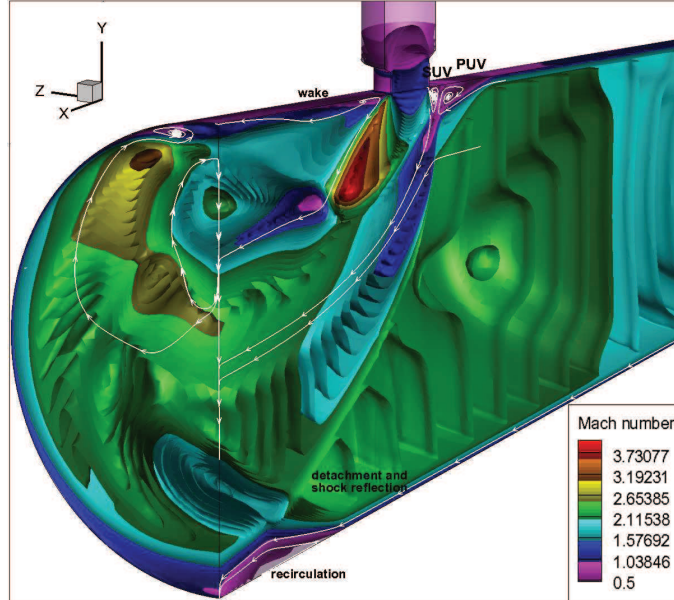 Y
Z
X
PUV
SUV
wake
detachment and
shock reflection
recirculation
Mach number
3.73077
3.19231
2.65385
2.11538
1.57692
1.03846
0.5